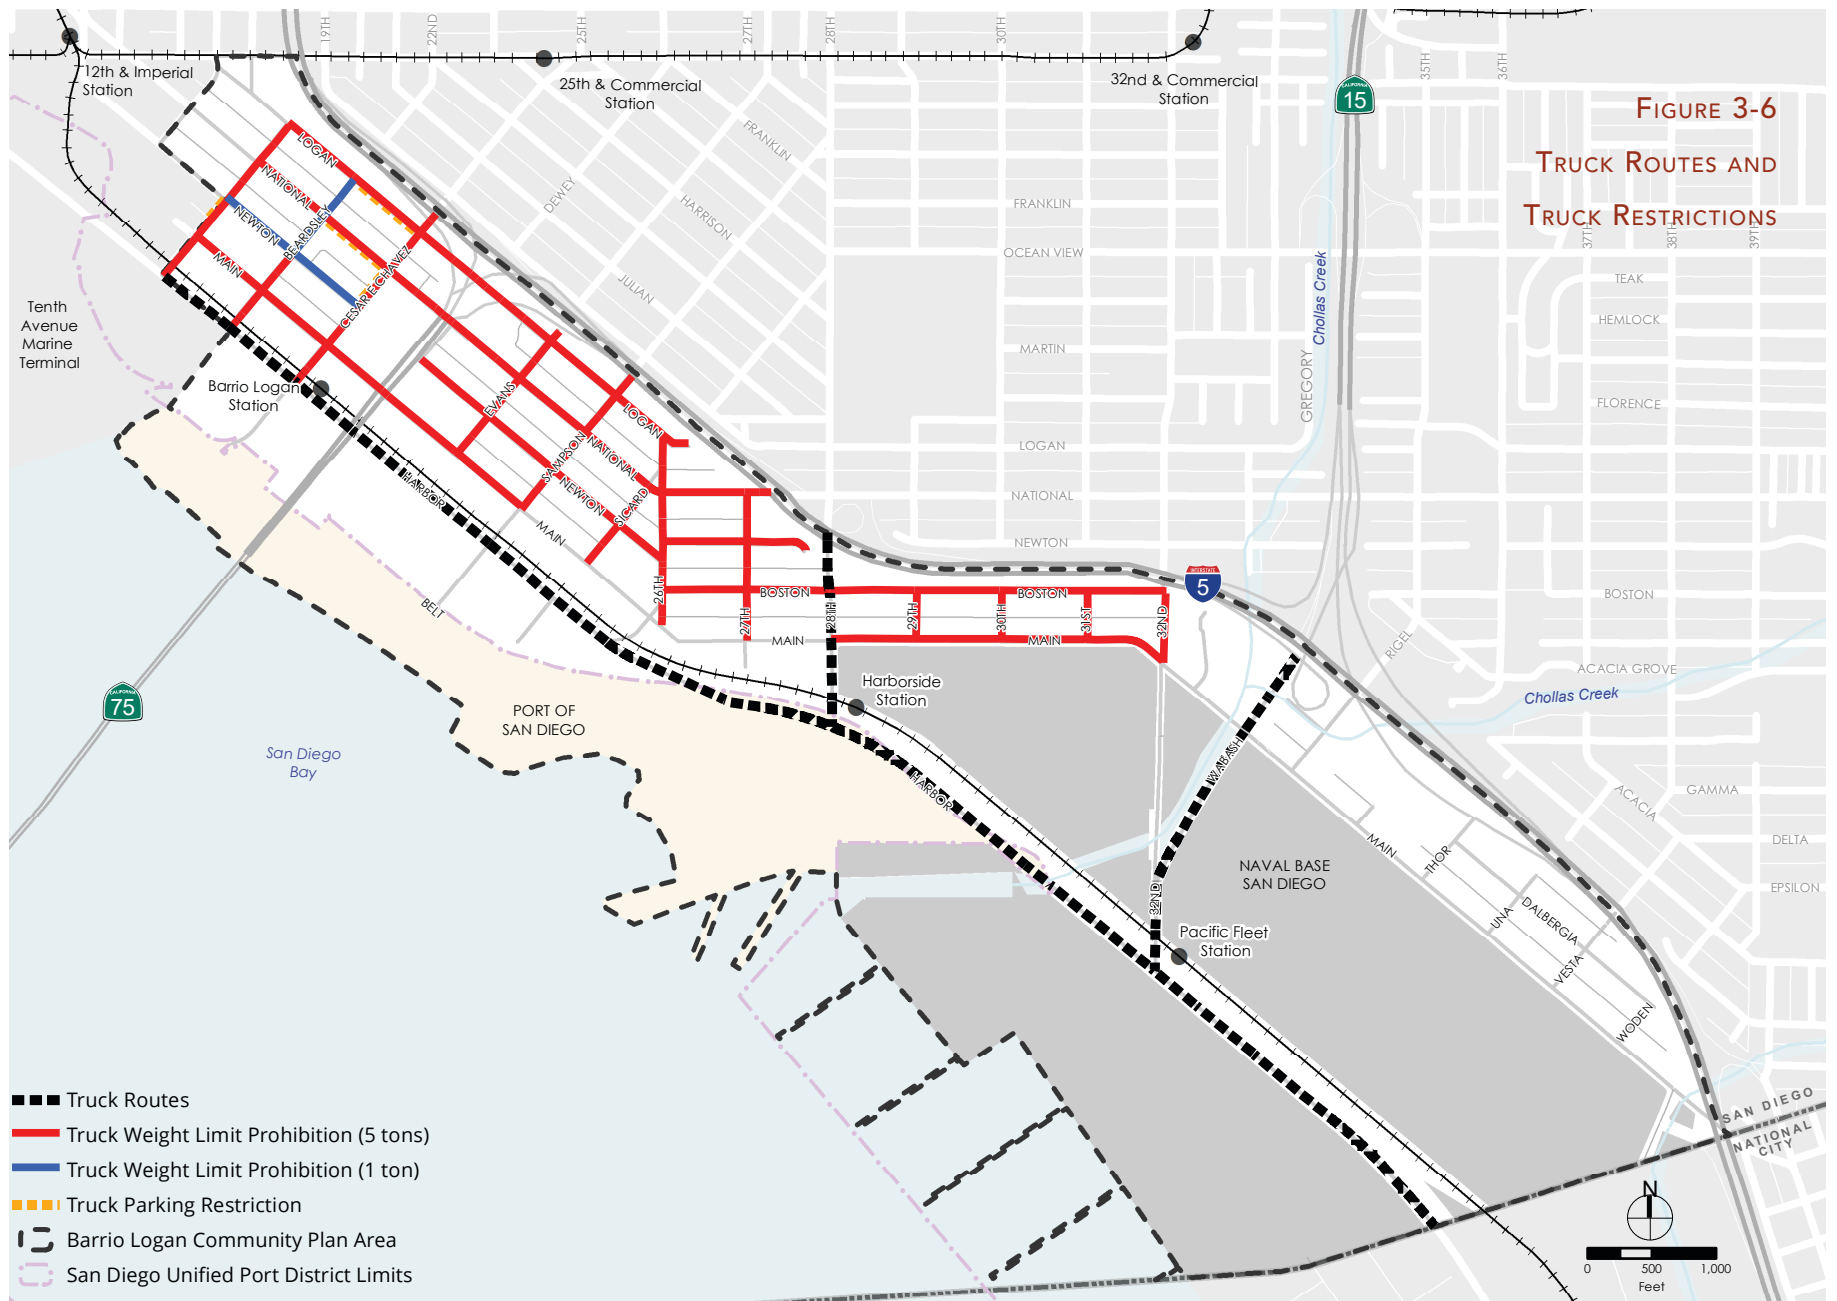 FIGURE 3-6
TRUCK ROUTES AND
TRUCK RESTRICTIONS
19TH
22ND
25TH
27TH
28TH
30TH
35TH
36TH
37TH
38TH
39TH
12th & Imperial
Station
25th & Commercial
Station
32nd & Commercial
Station
CALIFORNIA
15
FRANKLIN
DEWEY
HARRISON
JULIAN
FRANKLIN
OCEAN VIEW
MARTIN
LOGAN
NATIONAL
NEWTON
GREGORY
Chollas Creek
TEAK
HEMLOCK
FLORENCE
BOSTON
RIGEL
ACACIA GROVE
Chollas Creek
ACACIA
GAMMA
DELTA
EPSILON
LOGAN
NATIONAL
NEWTON
BEARDSLEY
MAIN
CESAR E CHAVEZ
Tenth
Avenue
Marine
Terminal
Barrio Logan
Station
EVANS
LOGAN
SAMPSON
NATIONAL
NEWTON
SICARD
HARBOR
MAIN
BELT
26TH
27TH
BOSTON
28TH
29TH
30TH
BOSTON
31ST
32ND
MAIN
MAIN
INTERSTATE
5
Harborside
Station
CALIFORNIA
75
PORT OF
SAN DIEGO
San Diego
Bay
HARBOR
WABASH
32ND
NAVAL BASE
SAN DIEGO
Pacific Fleet
Station
MAIN
THOR
UNA
DALBERGIA
VESTA
WODEN
SAN DIEGO
NATIONAL
CITY
Truck Routes
Truck Weight Limit Prohibition (5 tons)
Truck Weight Limit Prohibition (1 ton)
Truck Parking Restriction
Barrio Logan Community Plan Area
San Diego Unified Port District Limits
N
0 500 1,000
Feet